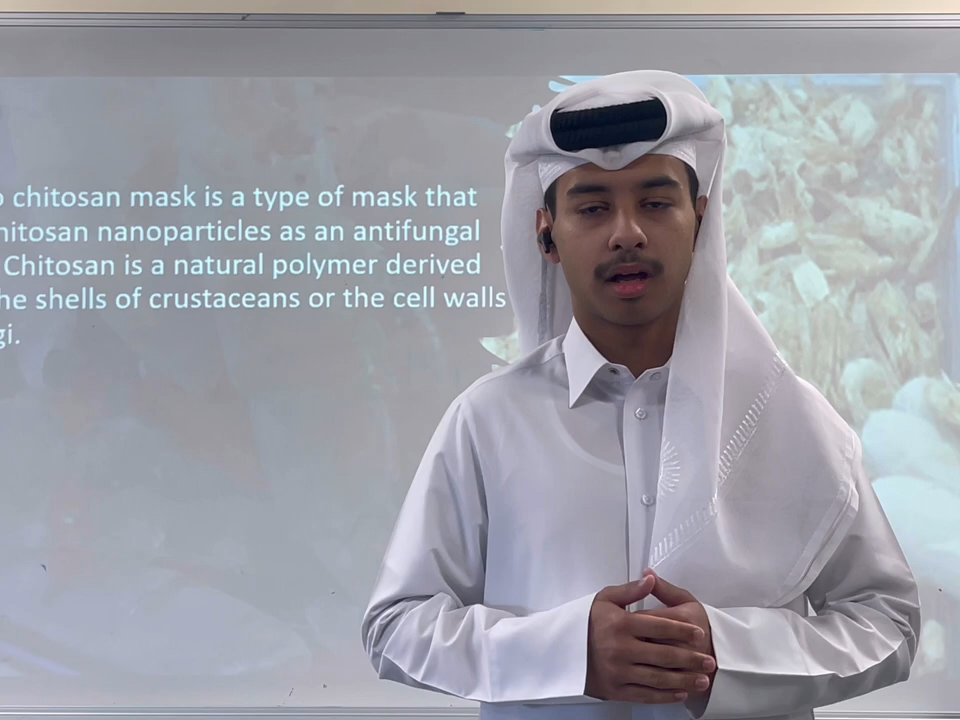 chitosan mask is a type of mask that
hitosan nanoparticles as an antifungal
Chitosan is a natural polymer derived
he shells of crustaceans or the cell walls
gi.